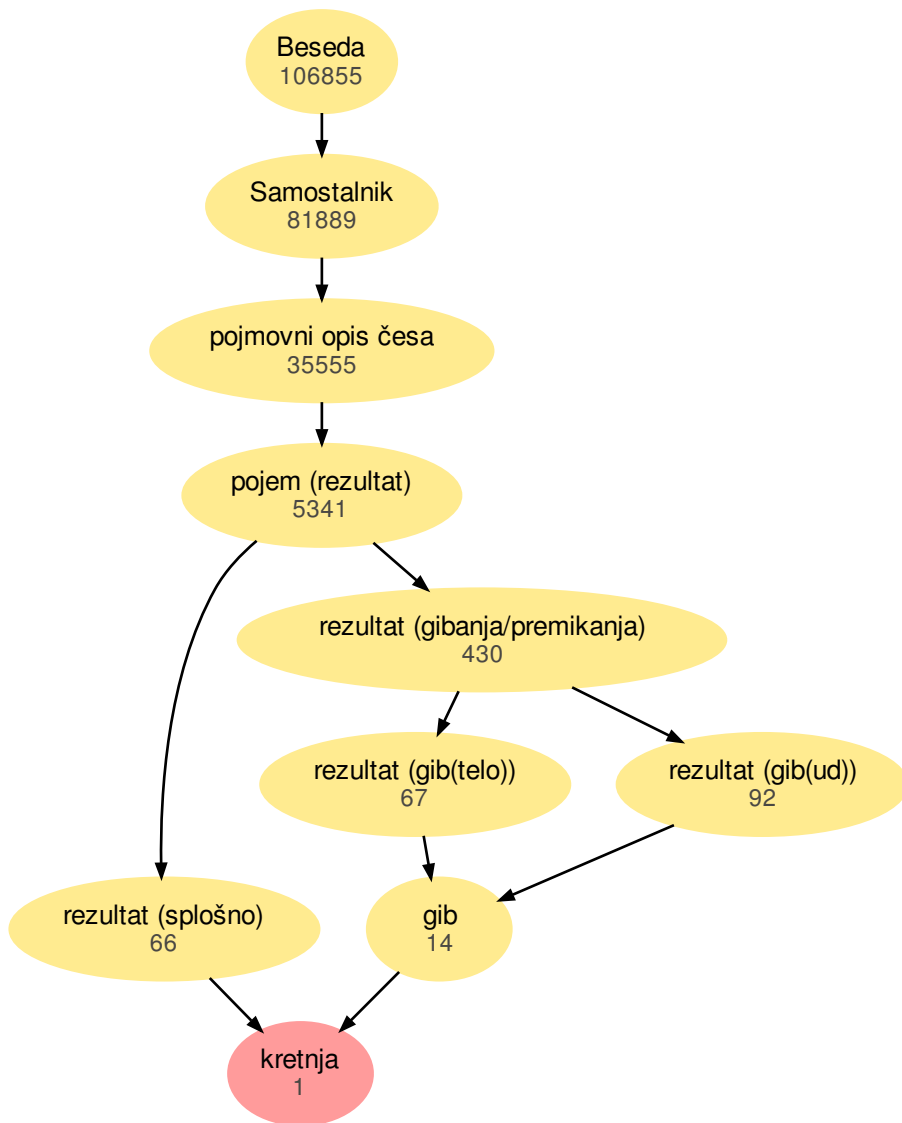 Beseda
106855
Samostalnik
81889
pojmovni opis česa
35555
pojem (rezultat)
5341
rezultat (gibanja/premikanja)
430
rezultat (gib(telo))
67
rezultat (gib(ud))
92
rezultat (splošno)
66
gib
14
kretnja
1